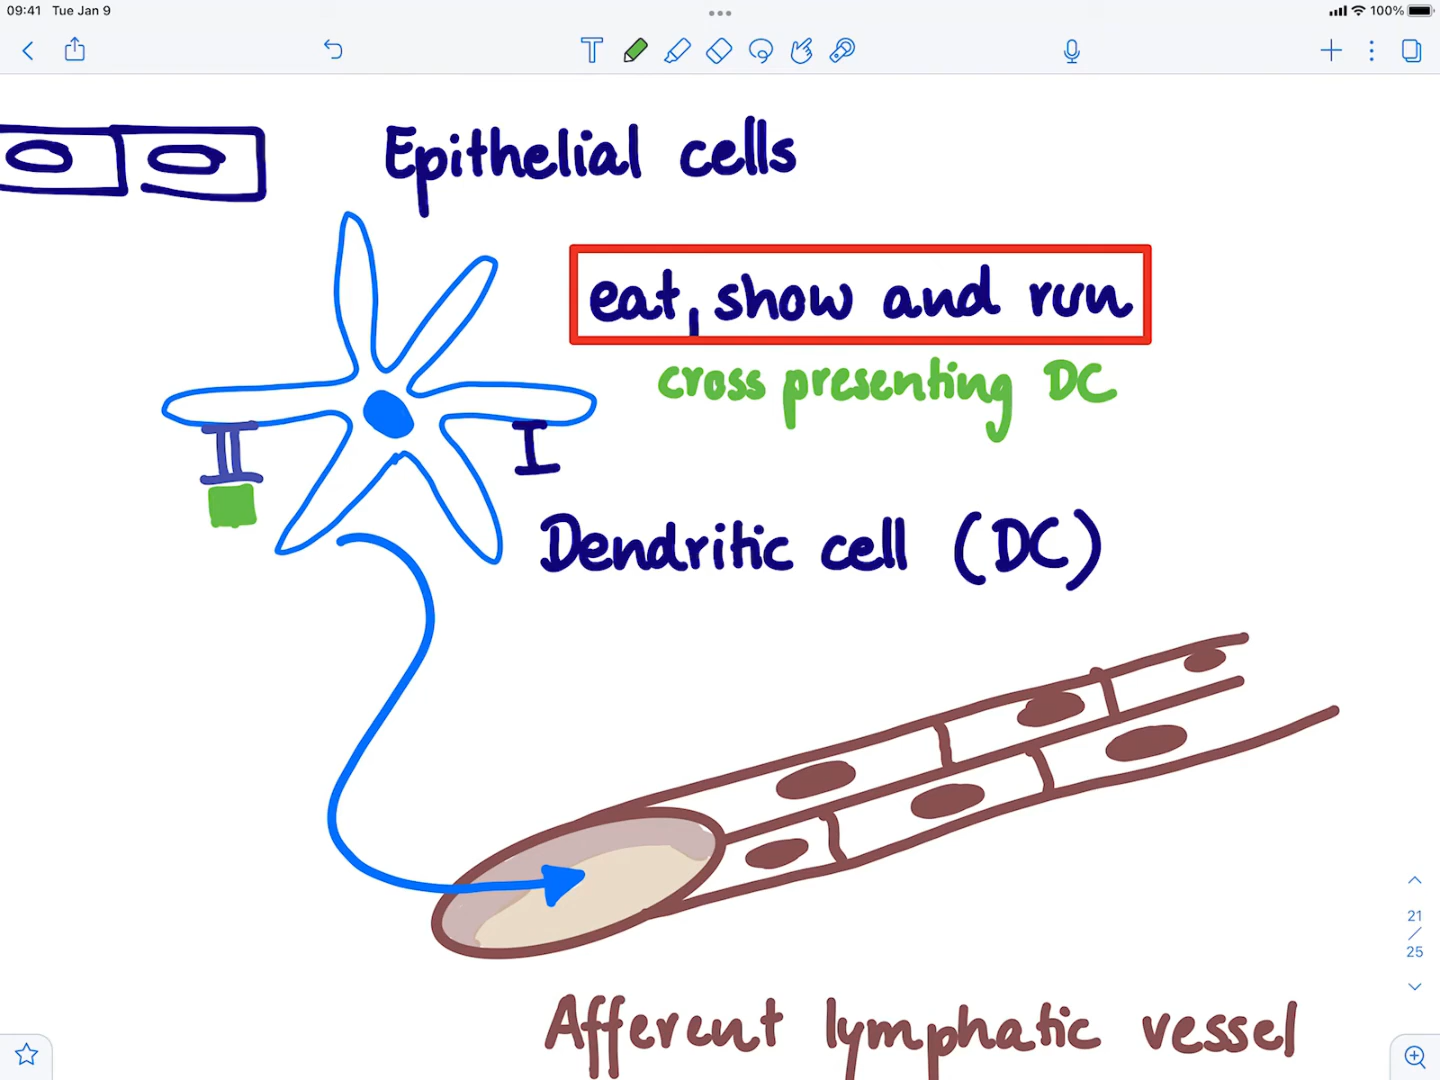 09:41 Tue Jan 9
100%
Epithelial cells
eat, show and run
cross presenting DC
II
I
Dendritic cell (DC)
21
/
25
Afferent lymphatic vessel